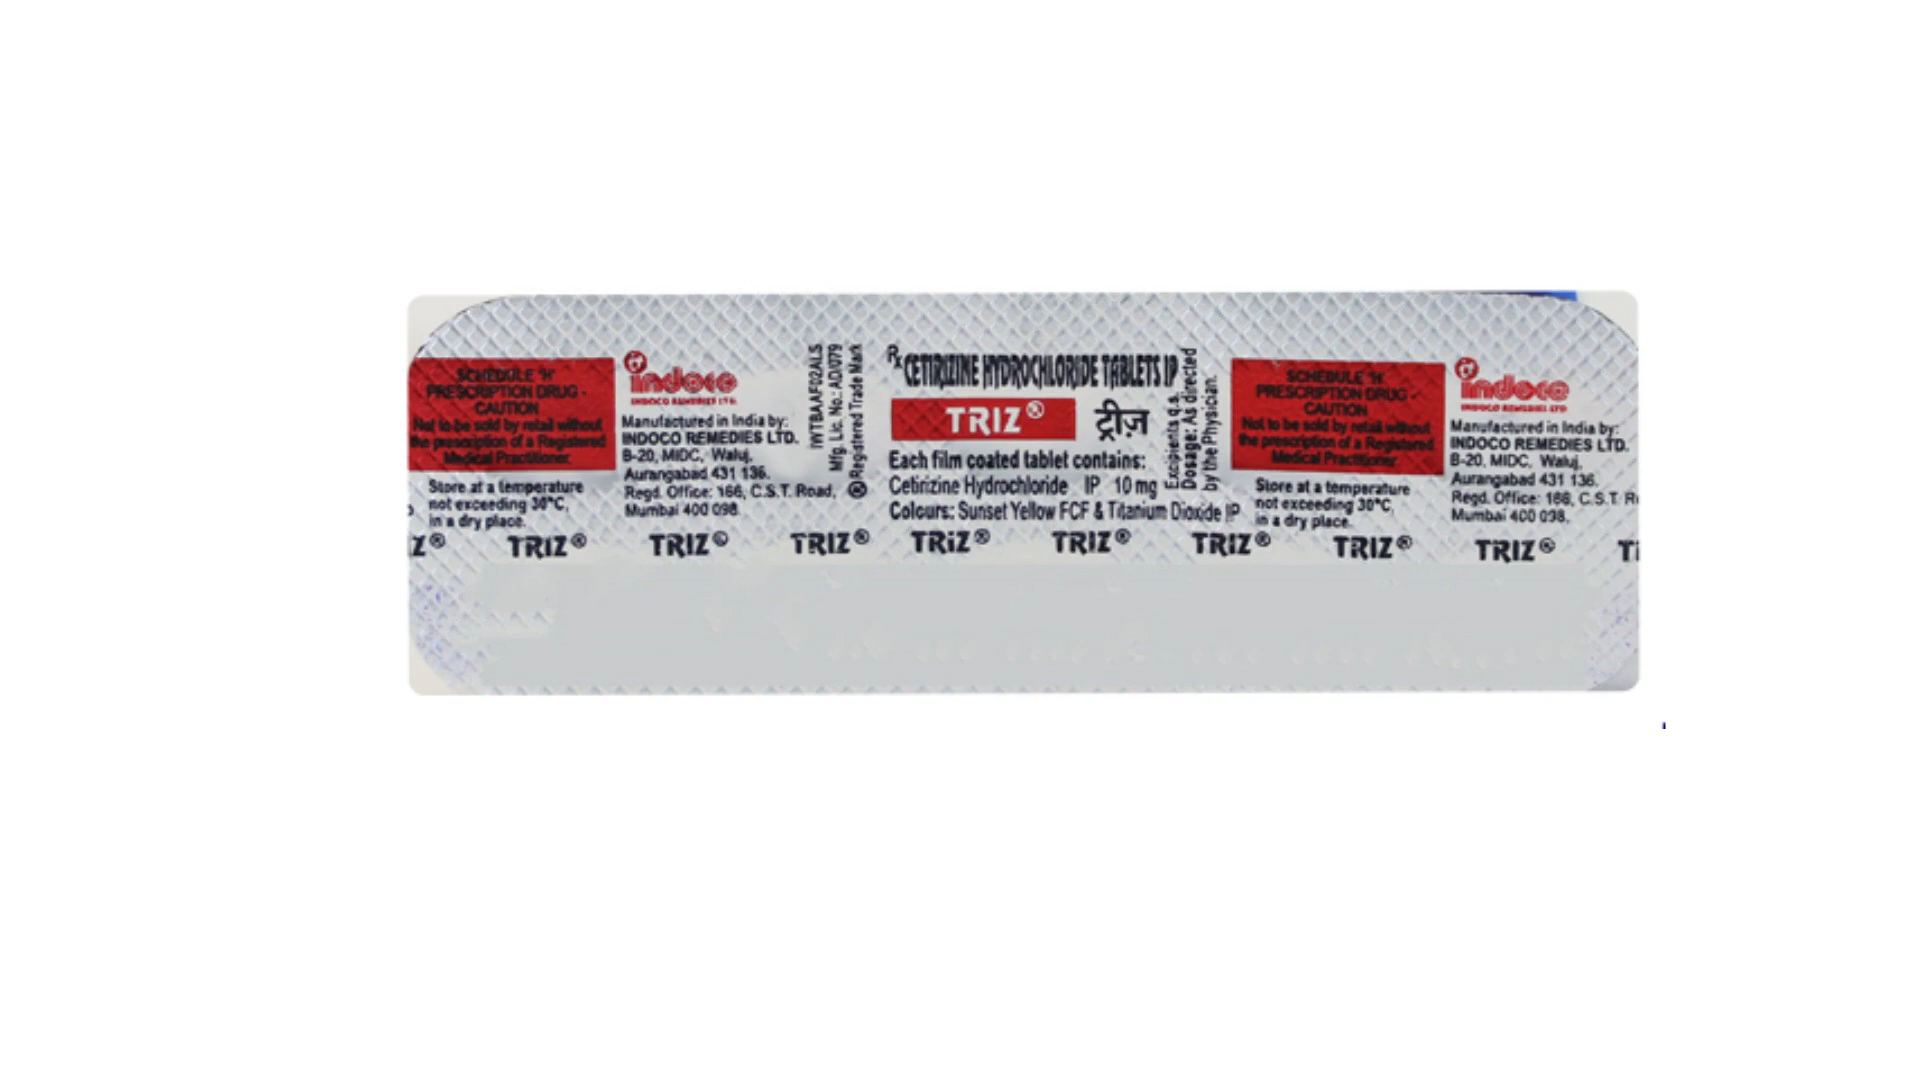 SCHEDULE 'H'
PRESCRIPTION DRUG -
CAUTION
Not to be sold by retail without
the prescription of a Registered
Medical Practitioner.
Store at a temperature
not exceeding 30°C,
in a dry place.
indoco
INDOCO REMEDIES LTD.
Manufactured in India by:
INDOCO REMEDIES LTD.
B-20, MIDC, Waluj,
Aurangabad 431 136.
Regd. Office: 166, C.S.T. Road,
Mumbai 400 098.
IWTBAAF02ALS
Mfg. Lic. No.: AD/079
® Registered Trade Mark
Rx CETIRIZINE HYDROCHLORIDE TABLETS IP
TRIZ® ट्रीज़
Each film coated tablet contains:
Cetirizine Hydrochloride IP 10 mg
Colours: Sunset Yellow FCF & Titanium Dioxide IP
Excipients q.s.
Dosage: As directed
by the Physician.
SCHEDULE 'H'
PRESCRIPTION DRUG -
CAUTION
Not to be sold by retail without
the prescription of a Registered
Medical Practitioner.
Store at a temperature
not exceeding 30°C,
in a dry place.
indoco
INDOCO REMEDIES LTD
Manufactured in India by:
INDOCO REMEDIES LTD.
B-20, MIDC, Waluj,
Aurangabad 431 136.
Regd. Office: 166, C.S.T. R
Mumbai 400 098.
Z® TRIZ® TRIZ® TRIZ® TRIZ® TRIZ® TRIZ® TRIZ® TRIZ® TI